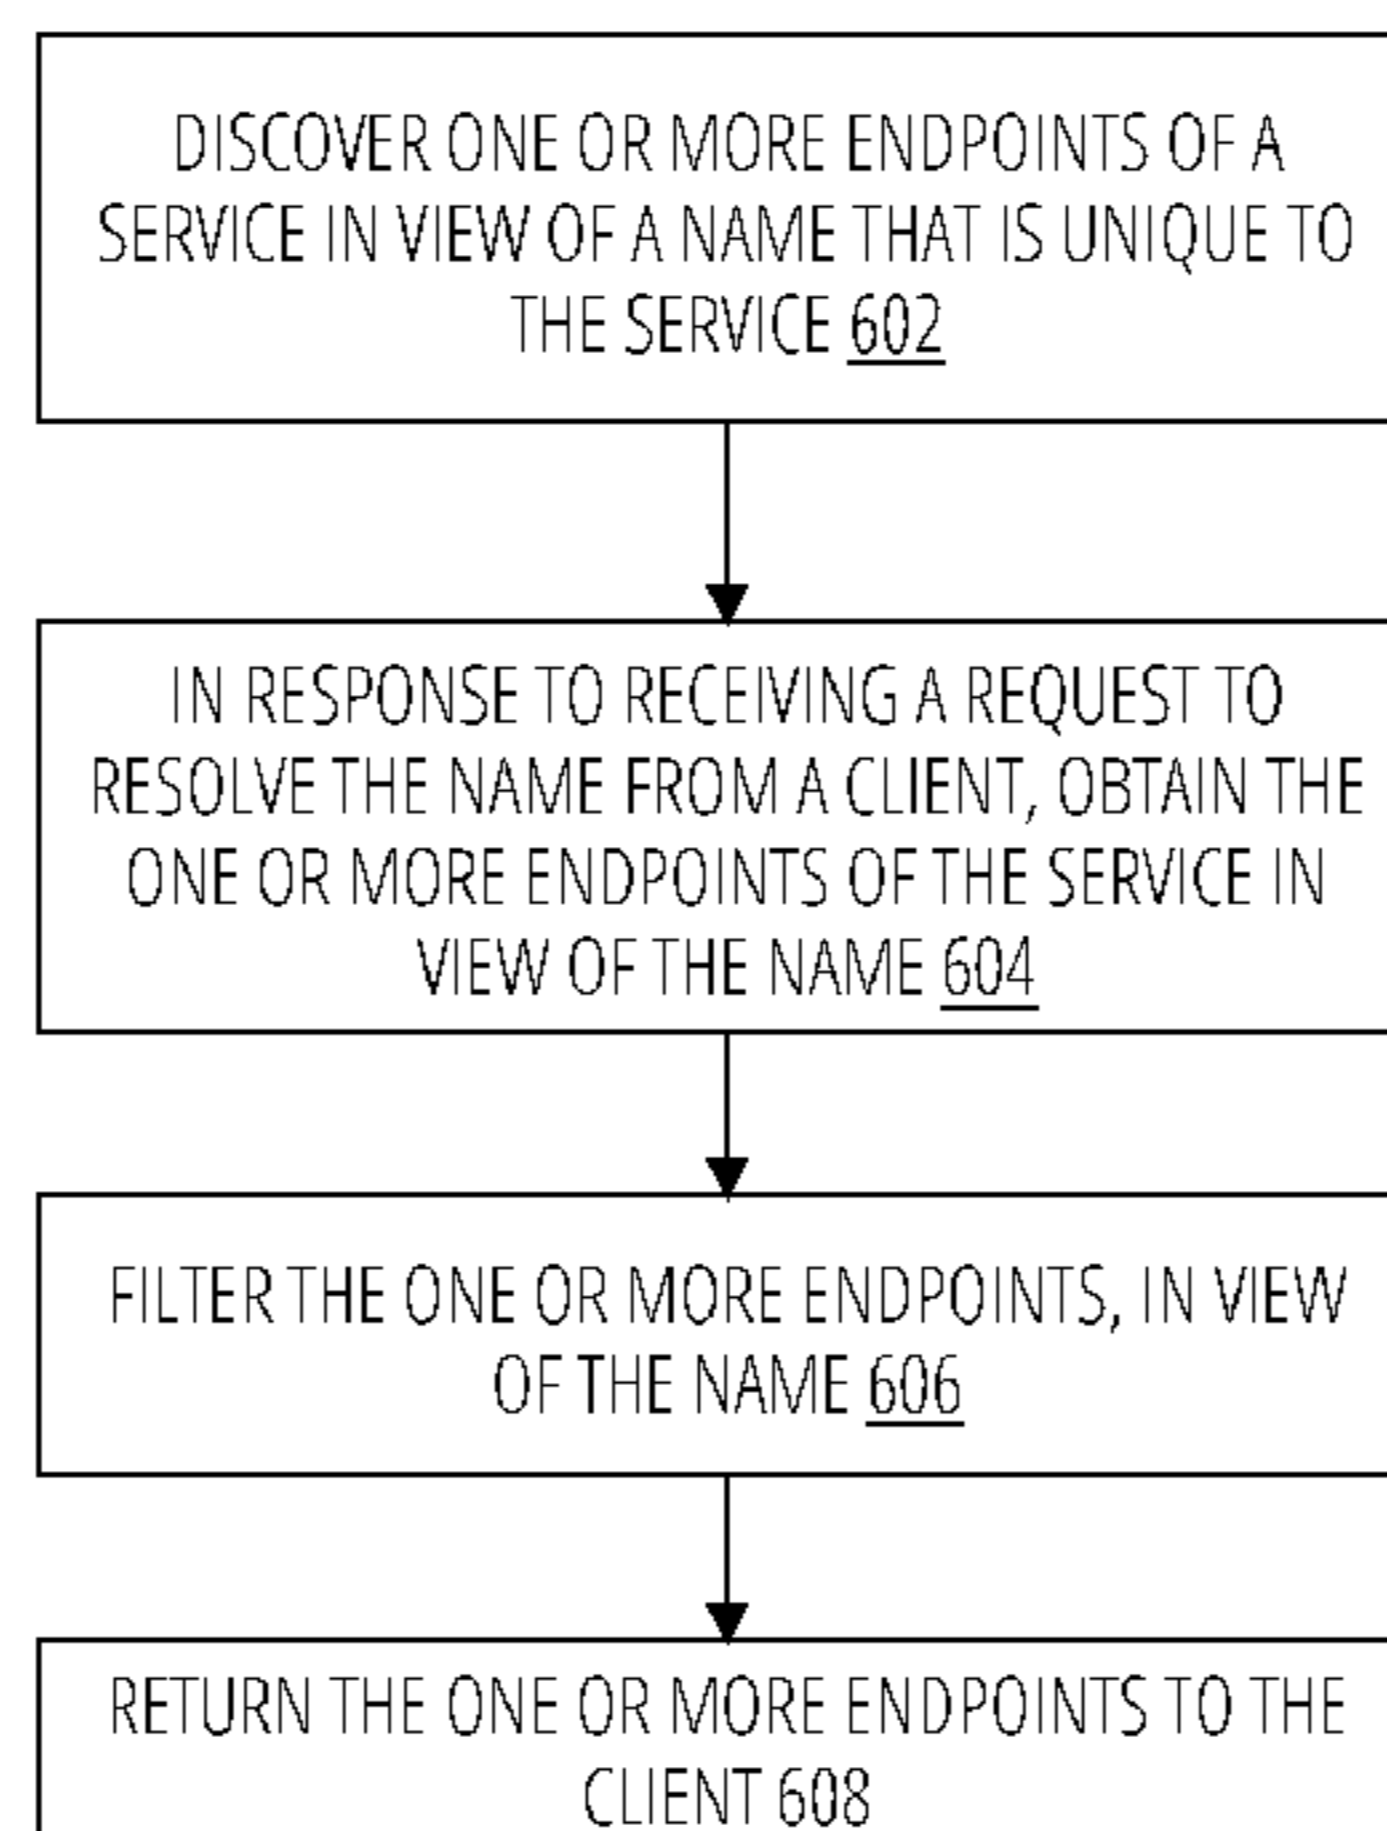 DISCOVER ONE OR MORE ENDPOINTS OF A
SERVICE IN VIEW OF A NAME THAT IS UNIQUE TO
THE SERVICE 602
IN RESPONSE TO RECEIVING A REQUEST TO
RESOLVE THE NAME FROM A CLIENT, OBTAIN THE
ONE OR MORE ENDPOINTS OF THE SERVICE IN
VIEW OF THE NAME 604
FILTER THE ONE OR MORE ENDPOINTS, IN VIEW
OF THE NAME 606
RETURN THE ONE OR MORE ENDPOINTS TO THE
CLIENT 608